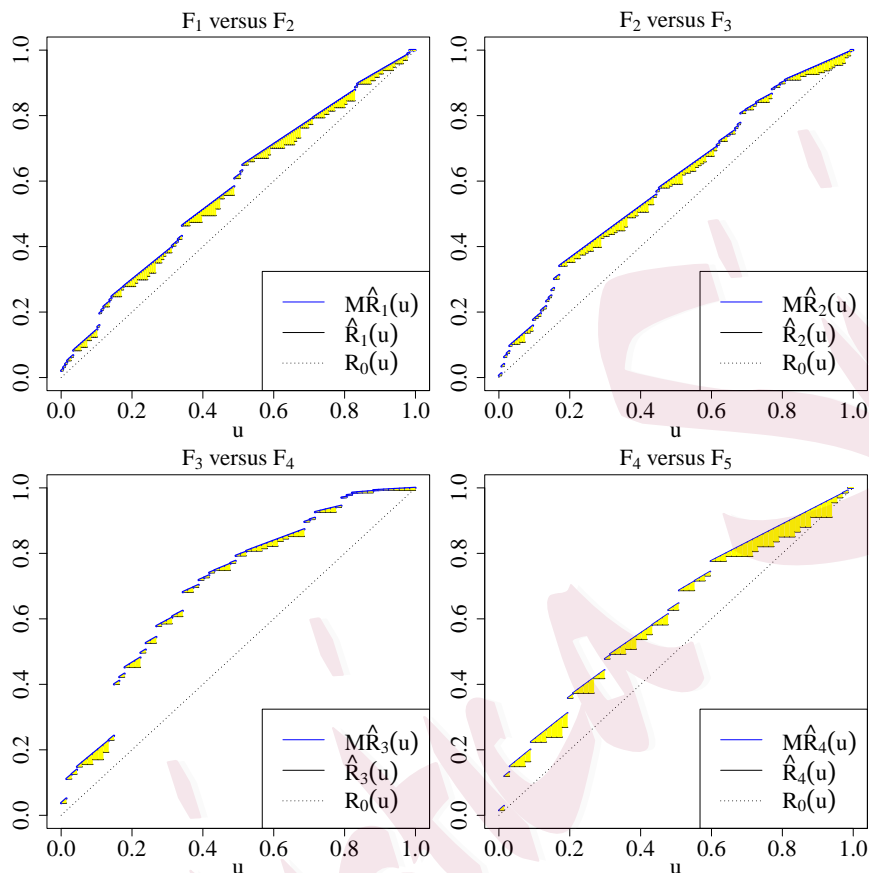 F₁ versus F₂
F₂ versus F₃
0.0 0.2 0.4 0.6 0.8 1.0
MR̂₁(u)
R̂₁(u)
R₀(u)
0.0 0.2 0.4 0.6 0.8 1.0
u
0.0 0.2 0.4 0.6 0.8 1.0
MR̂₂(u)
R̂₂(u)
R₀(u)
0.0 0.2 0.4 0.6 0.8 1.0
u
F₃ versus F₄
F₄ versus F₅
0.0 0.2 0.4 0.6 0.8 1.0
MR̂₃(u)
R̂₃(u)
R₀(u)
0.0 0.2 0.4 0.6 0.8 1.0
u
0.0 0.2 0.4 0.6 0.8 1.0
MR̂₄(u)
R̂₄(u)
R₀(u)
0.0 0.2 0.4 0.6 0.8 1.0
u